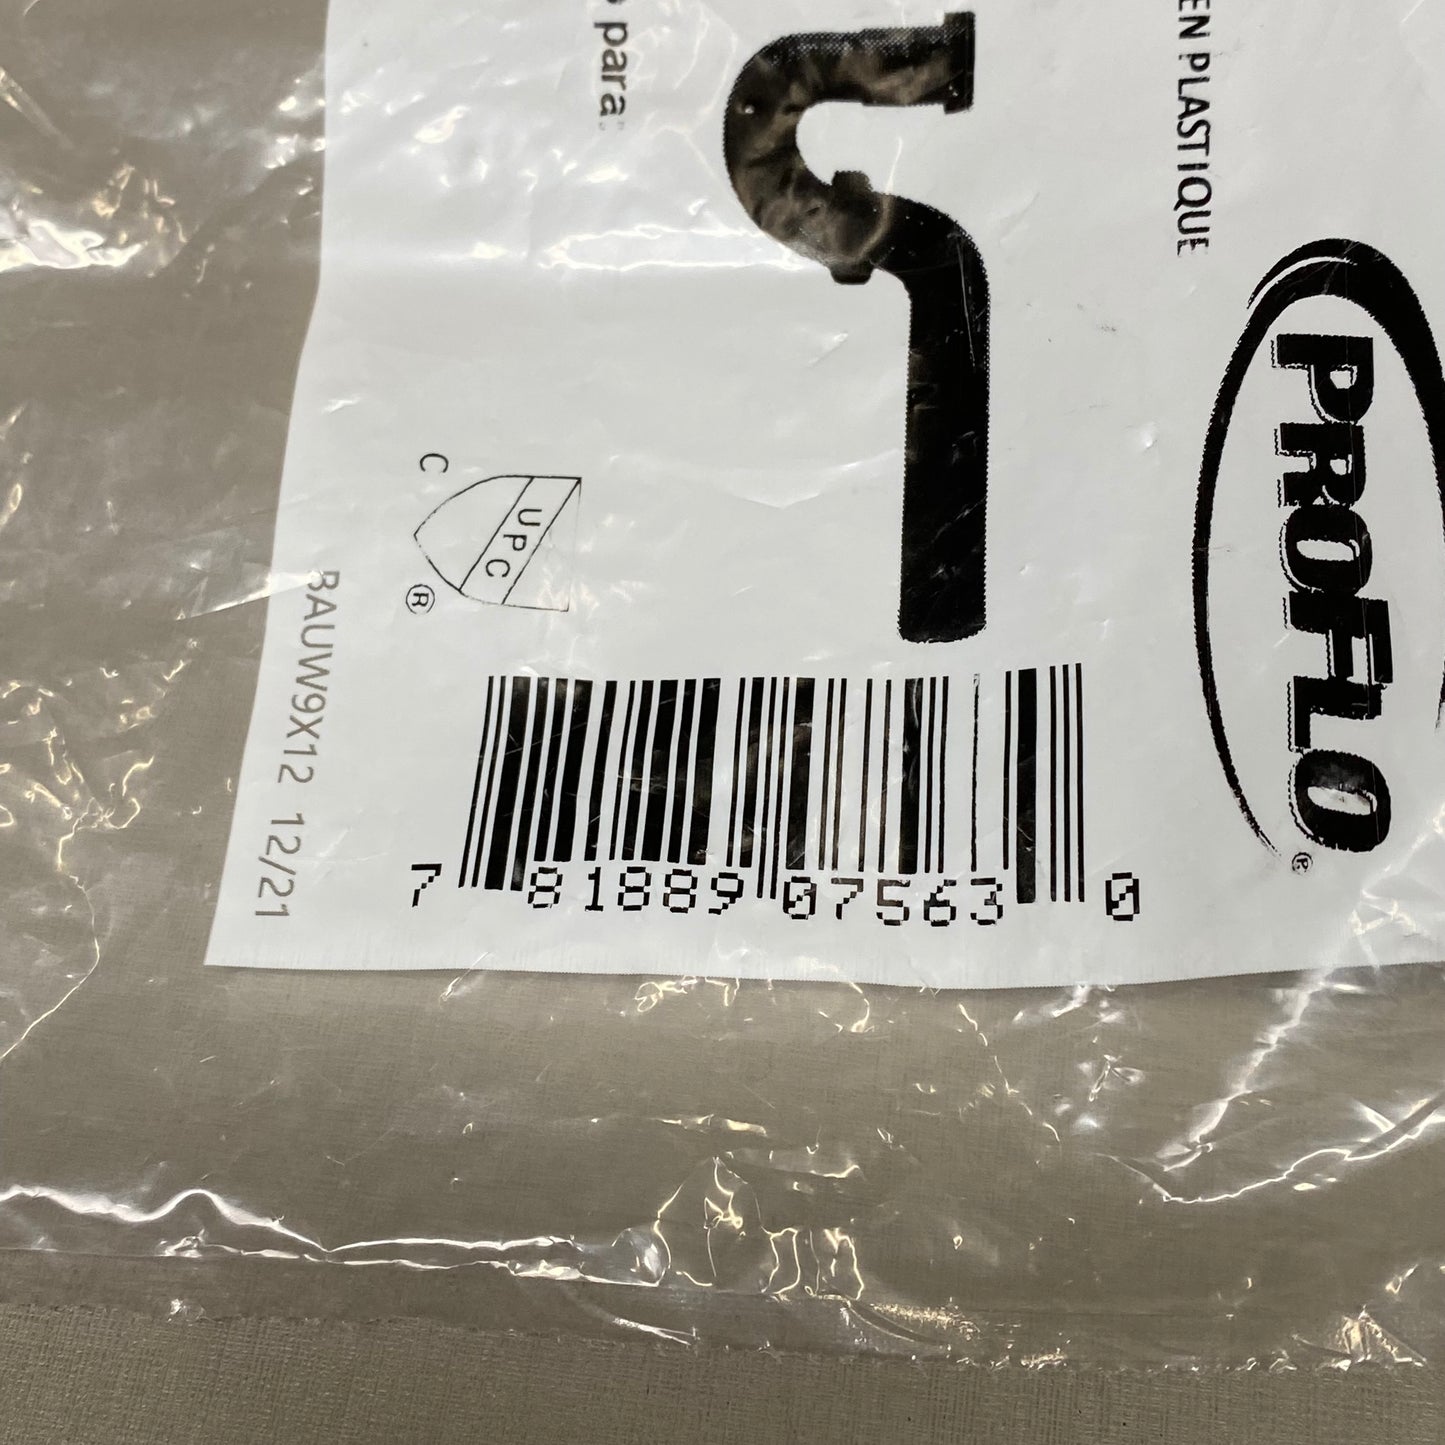 EN PLASTIQUE
PROFLO®
para:
C UPC ®
BAUW9X12 12/21
7 81889 07563 0